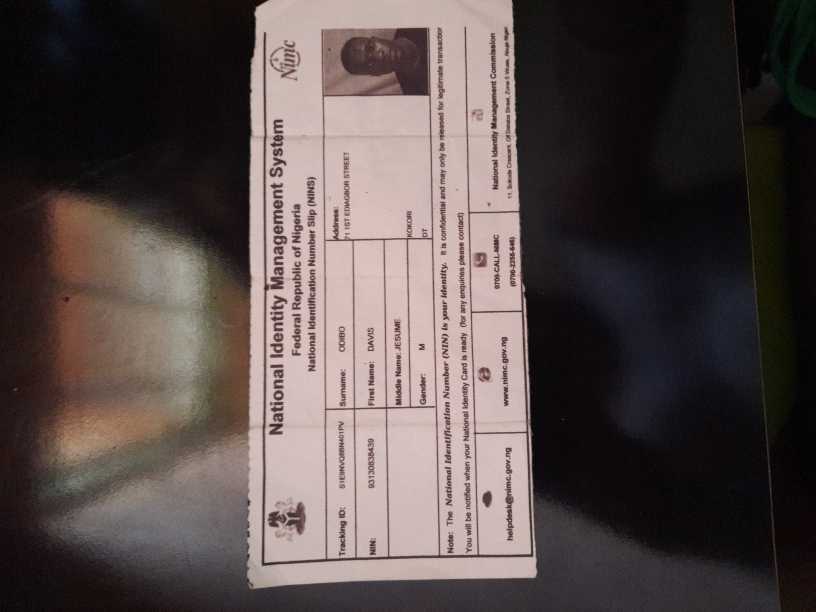 National Identity Management System
Federal Republic of Nigeria
National Identification Number Slip (NINS)
Nimc
Tracking ID:
Surname: ODIBO
Address:
71 1ST EDIAGBOR STREET
NIN: 93130838439
First Name: DAVIS
Middle Name: JESUME
KOKORI
Gender: M
DT
Note: The National Identification Number (NIN) is your identity. It is confidential and may only be released for legitimate transaction
You will be notified when your National Identity Card is ready (for any enquiries please contact)
helpdesk@nimc.gov.ng
www.nimc.gov.ng
0700-CALL-NIMC
(0700-2255-646)
National Identity Management Commission
11, Sokode Crescent, Off Dalaba Street, Zone 5 Wuse, Abuja